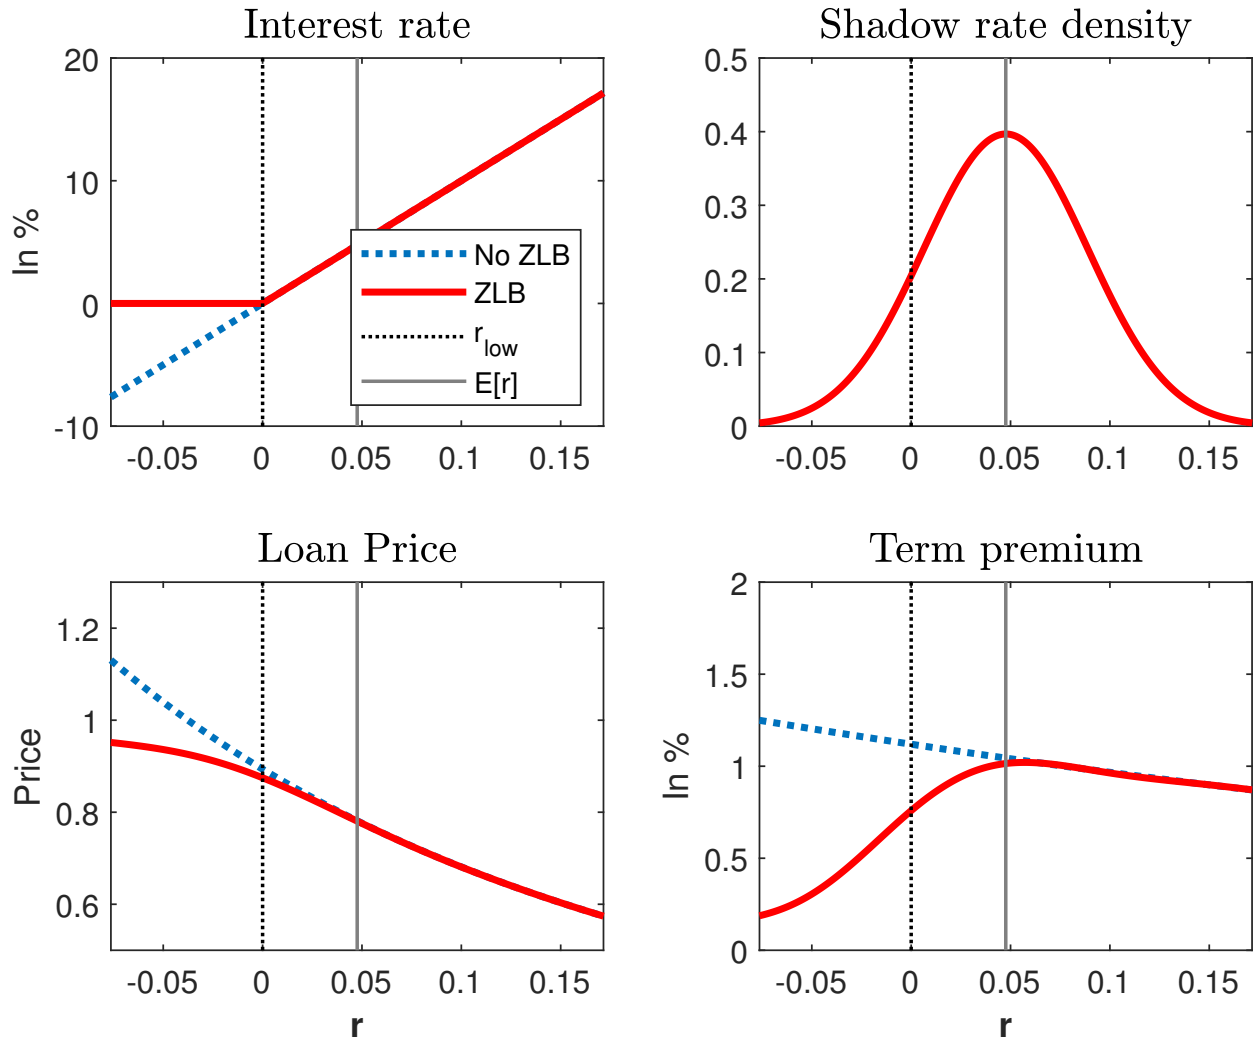 Interest rate
20
10
0
-10
In %
-0.05 0 0.05 0.1 0.15
No ZLB
ZLB
r_low
E[r]
Shadow rate density
0.5
0.4
0.3
0.2
0.1
0
-0.05 0 0.05 0.1 0.15
Loan Price
1.2
1
0.8
0.6
Price
-0.05 0 0.05 0.1 0.15
r
Term premium
2
1.5
1
0.5
0
In %
-0.05 0 0.05 0.1 0.15
r